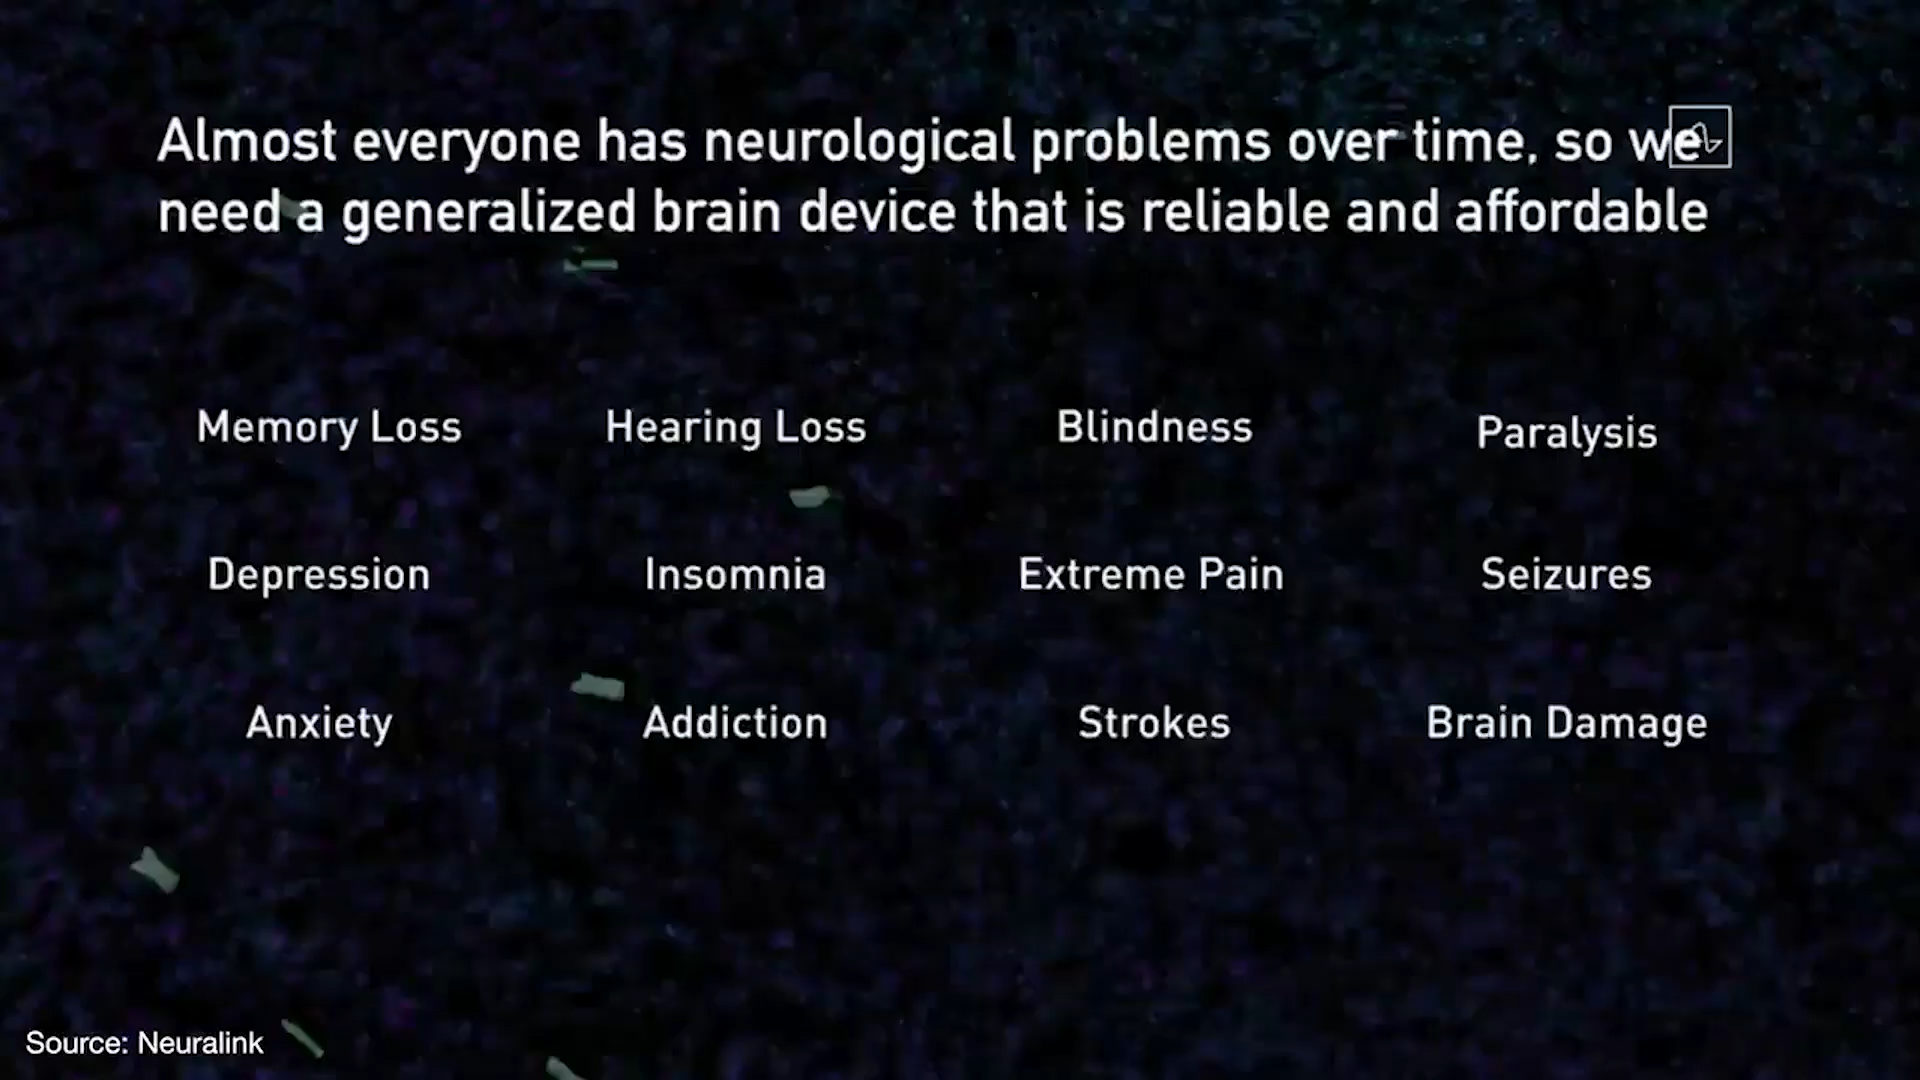 Almost everyone has neurological problems over time, so we
need a generalized brain device that is reliable and affordable
Memory Loss Hearing Loss Blindness Paralysis
Depression Insomnia Extreme Pain Seizures
Anxiety Addiction Strokes Brain Damage
Source: Neuralink